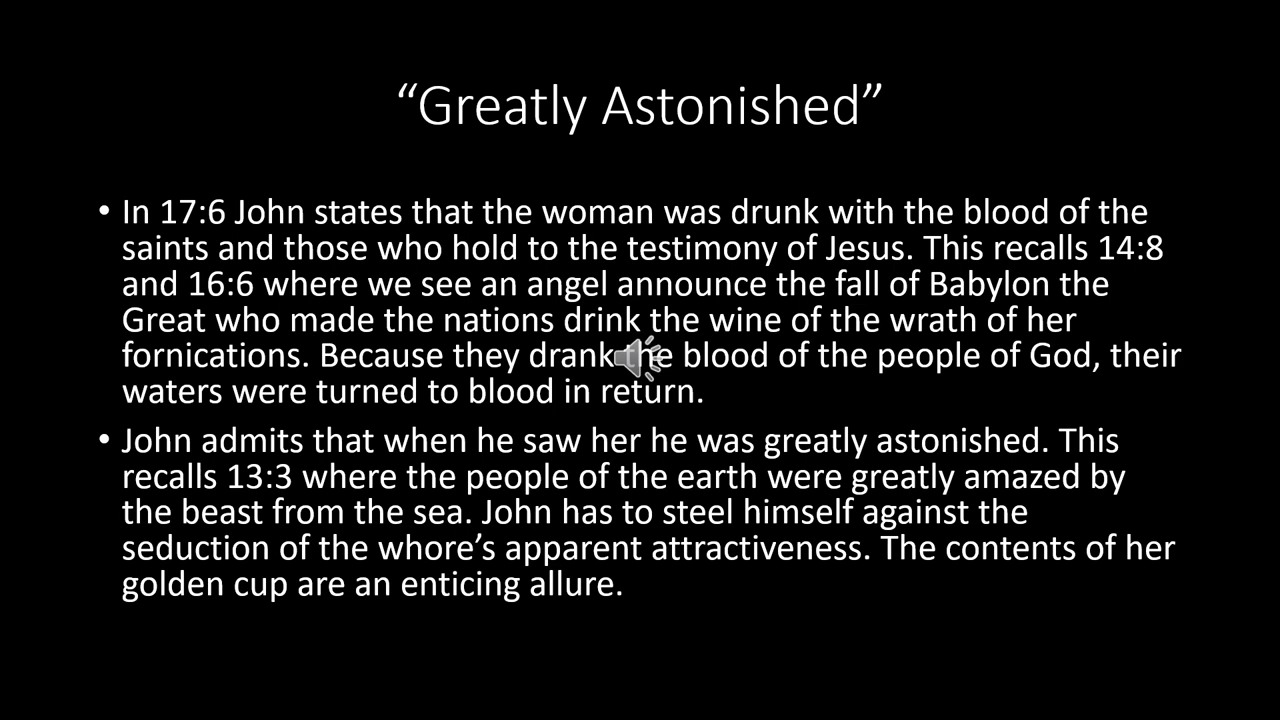 “Greatly Astonished”
• In 17:6 John states that the woman was drunk with the blood of the
saints and those who hold to the testimony of Jesus. This recalls 14:8
and 16:6 where we see an angel announce the fall of Babylon the
Great who made the nations drink the wine of the wrath of her
fornications. Because they drank the blood of the people of God, their
waters were turned to blood in return.
• John admits that when he saw her he was greatly astonished. This
recalls 13:3 where the people of the earth were greatly amazed by
the beast from the sea. John has to steel himself against the
seduction of the whore’s apparent attractiveness. The contents of her
golden cup are an enticing allure.